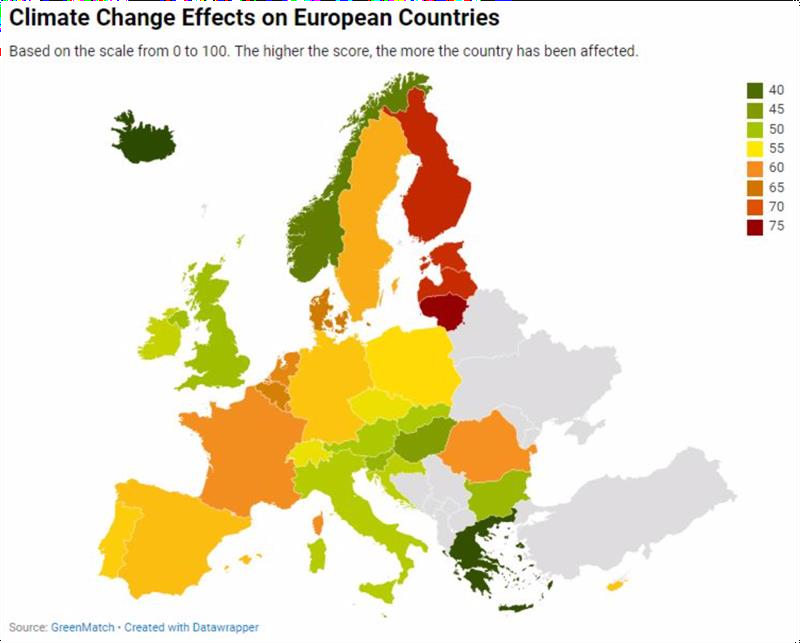 Climate Change Effects on European Countries
Based on the scale from 0 to 100. The higher the score, the more the country has been affected.
40
45
50
55
60
65
70
75
Source: GreenMatch • Created with Datawrapper